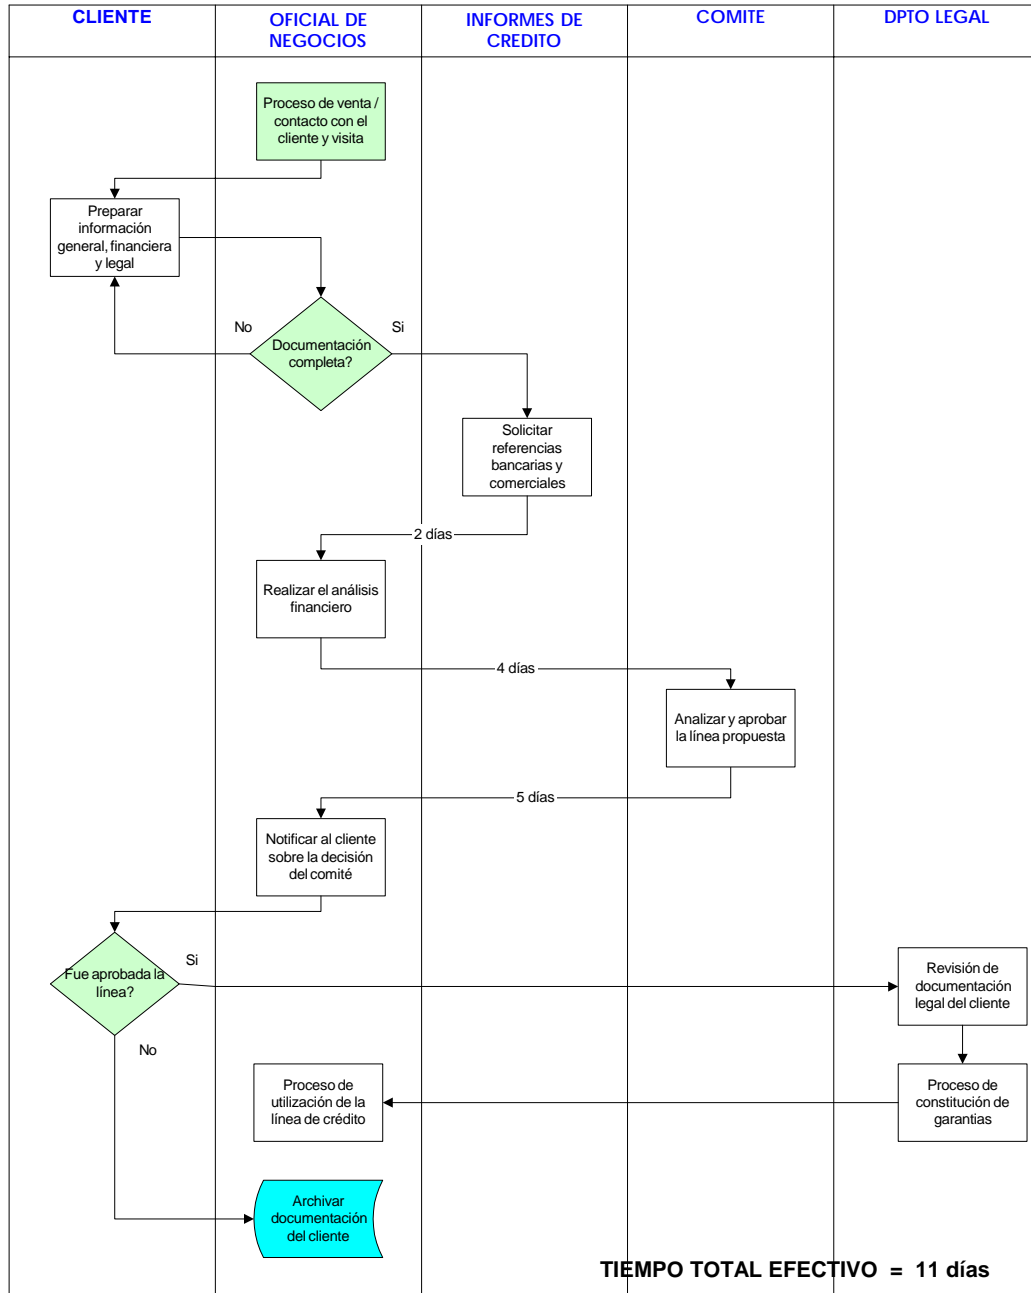 CLIENTE
OFICIAL DE
NEGOCIOS
INFORMES DE
CREDITO
COMITE
DPTO LEGAL
Proceso de venta /
contacto con el
cliente y visita
Preparar
información
general, financiera
y legal
No
Si
Documentación
completa?
Solicitar
referencias
bancarias y
comerciales
2 días
Realizar el análisis
financiero
4 días
Analizar y aprobar
la línea propuesta
5 días
Notificar al cliente
sobre la decisión
del comité
Fue aprobada la
línea?
Si
Revisión de
documentación
legal del cliente
No
Proceso de
utilización de la
línea de crédito
Proceso de
constitución de
garantias
Archivar
documentación
del cliente
TIEMPO TOTAL EFECTIVO = 11 días